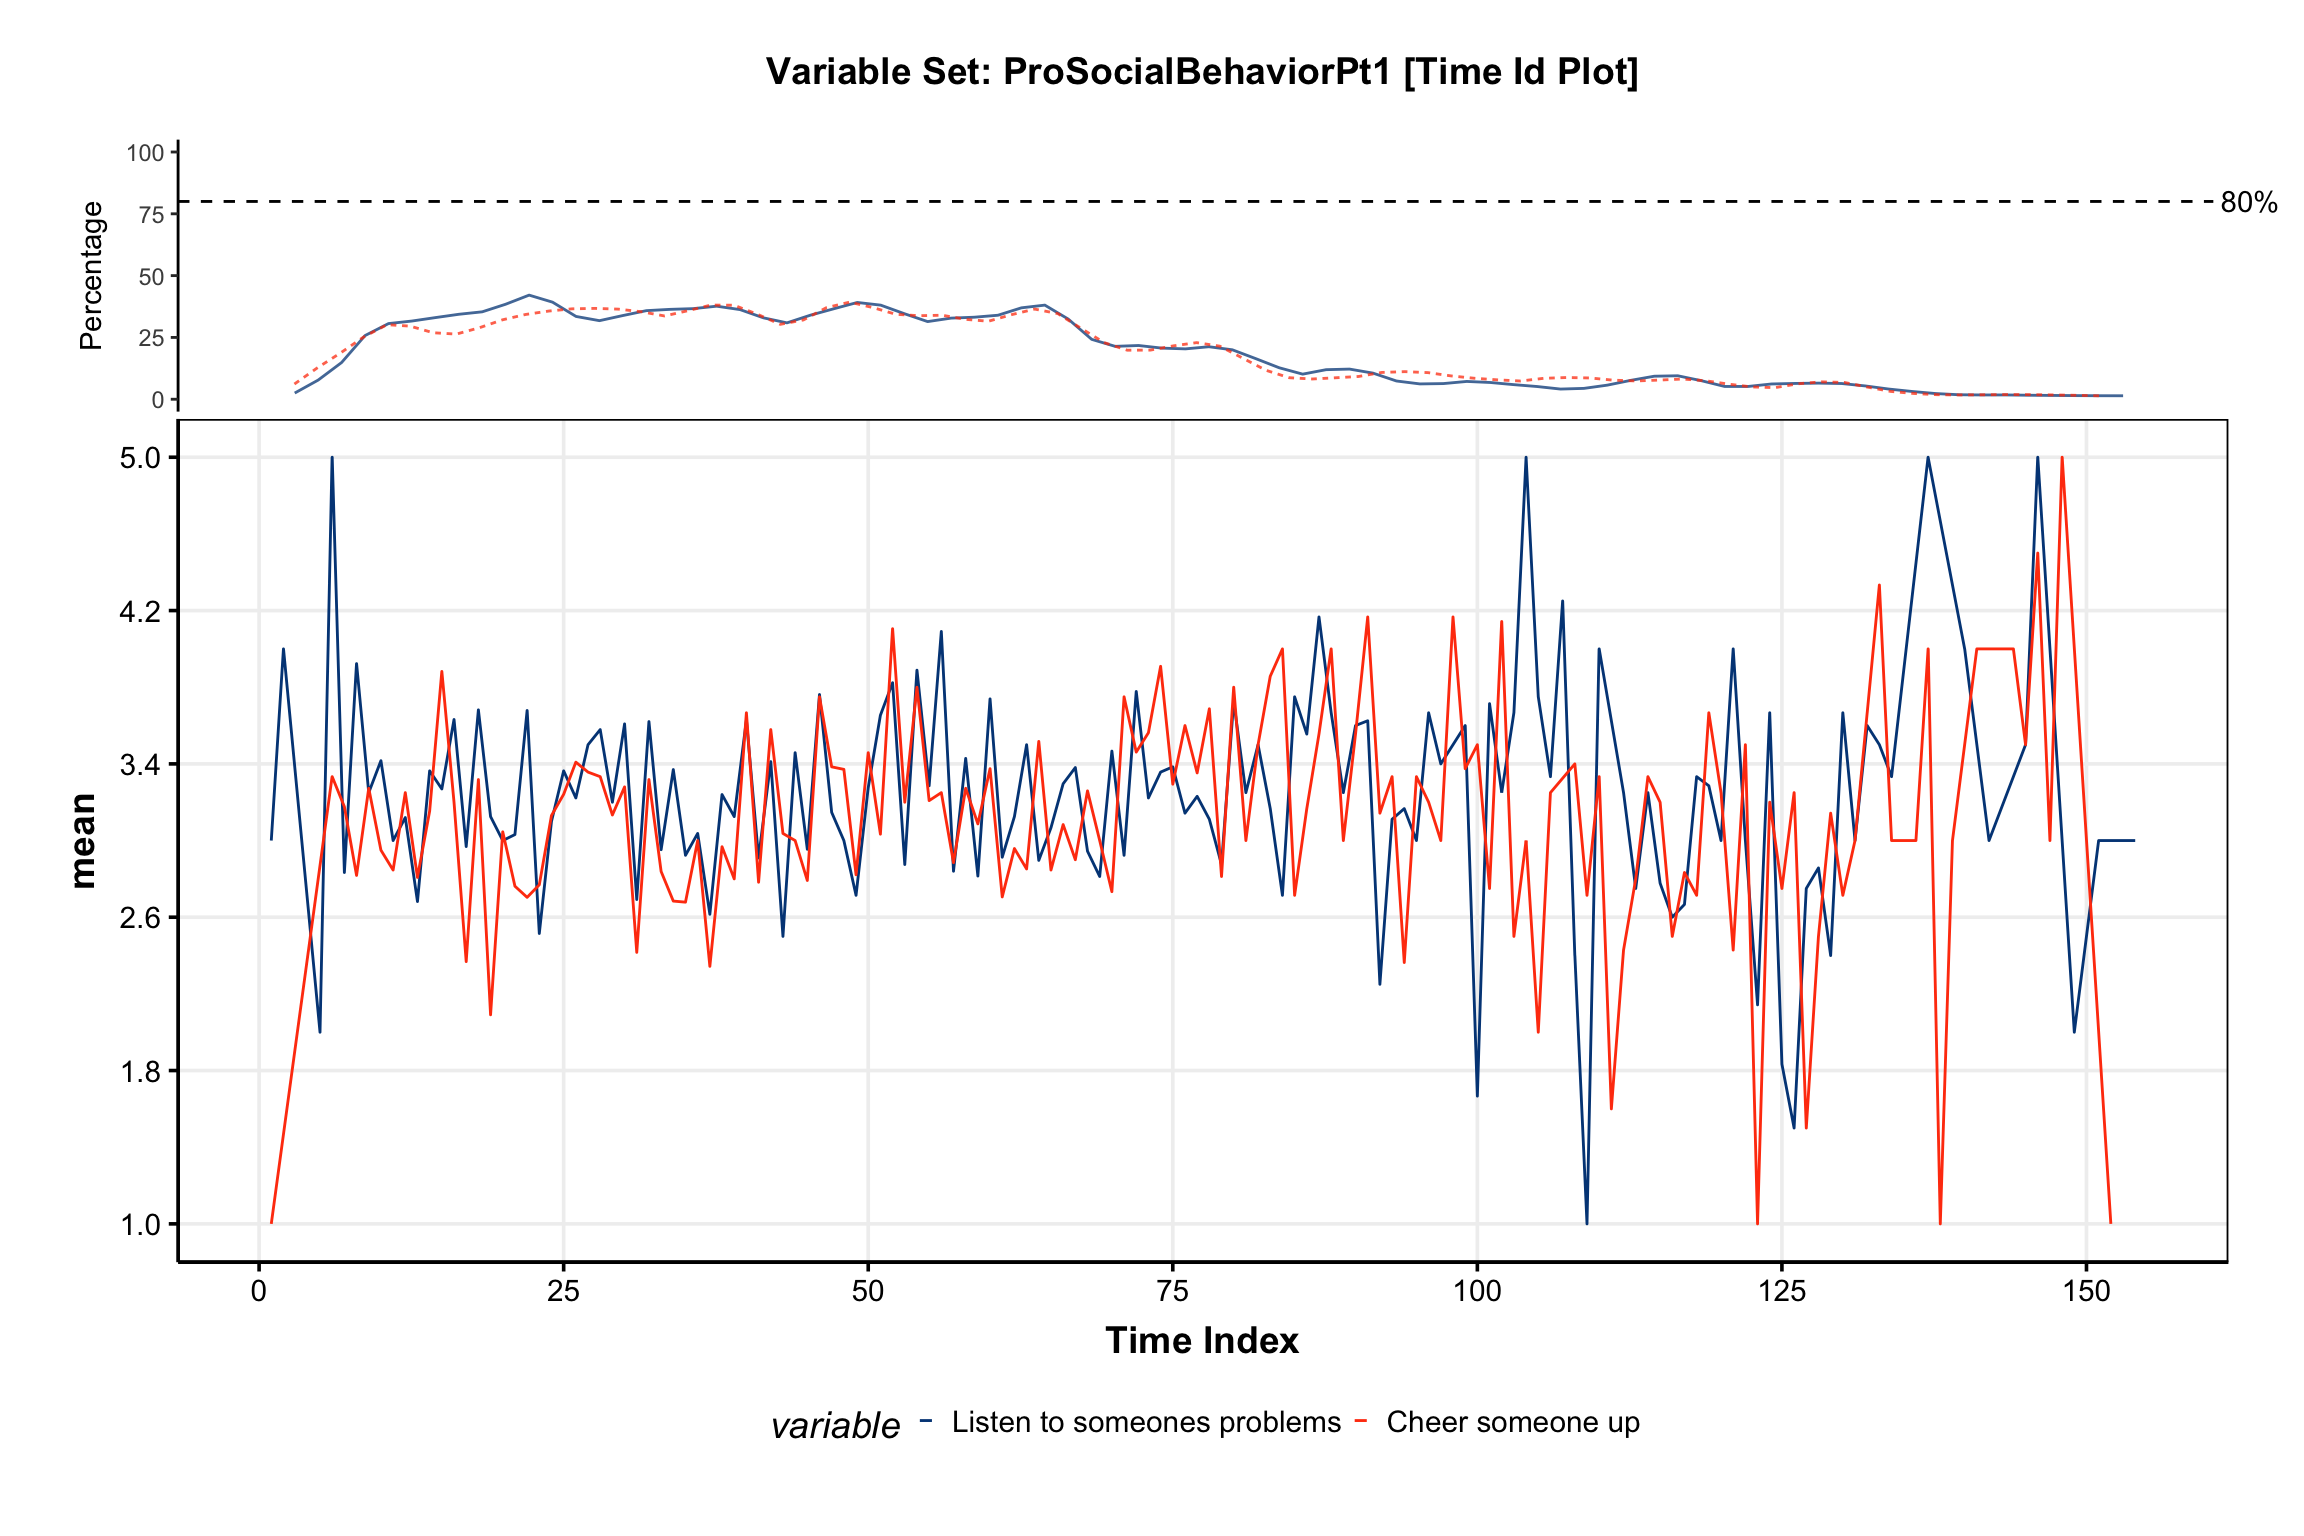 Variable Set: ProSocialBehaviorPt1 [Time Id Plot]
Percentage
100
75
50
25
0
80%
mean
5.0
4.2
3.4
2.6
1.8
1.0
0 25 50 75 100 125 150
Time Index
variable Listen to someones problems Cheer someone up